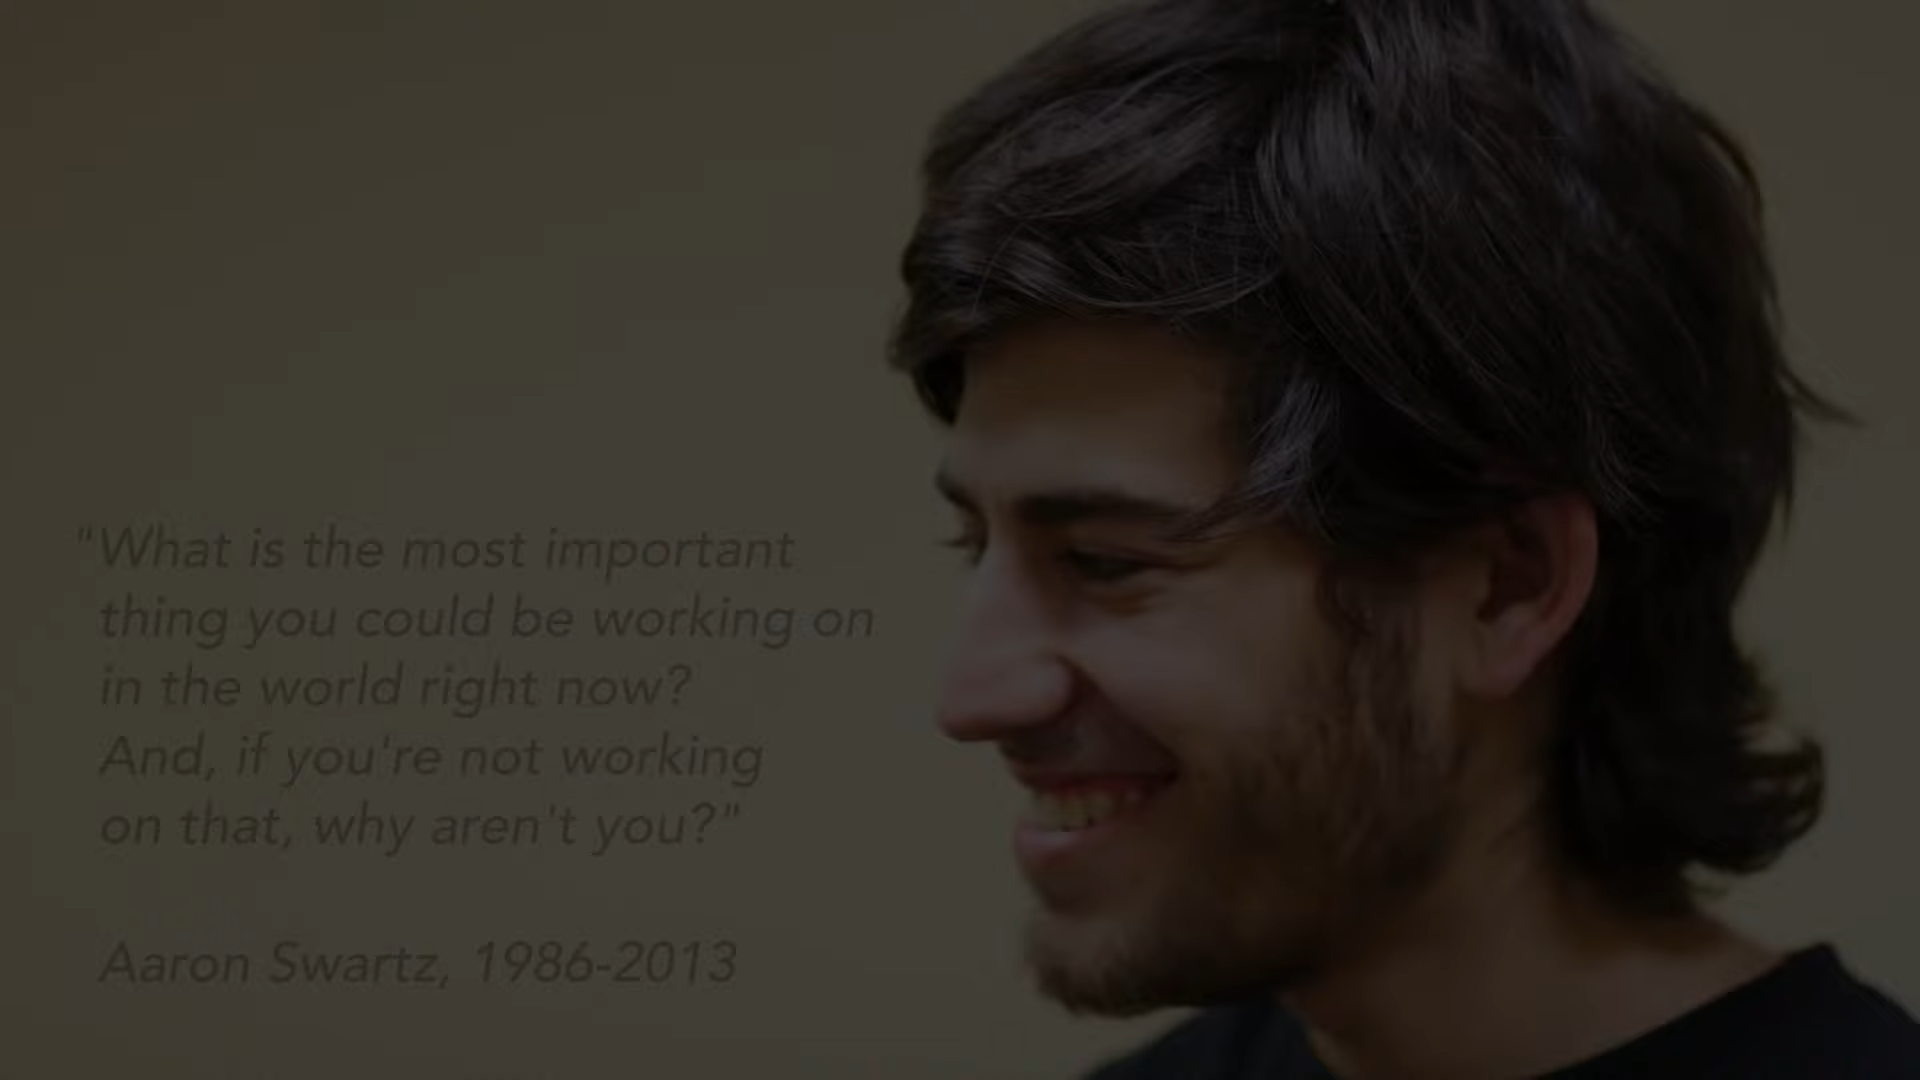 "What is the most important
thing you could be working on
in the world right now?
And, if you're not working
on that, why aren't you?"
Aaron Swartz, 1986-2013